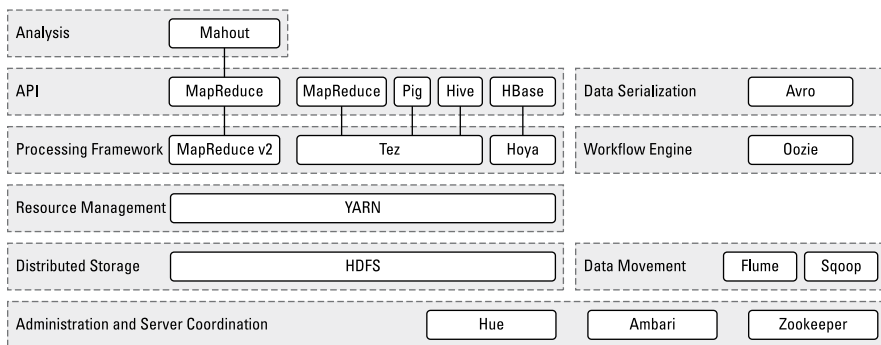 Analysis
Mahout
API
MapReduce
MapReduce
Pig
Hive
HBase
Data Serialization
Avro
Processing Framework
MapReduce v2
Tez
Hoya
Workflow Engine
Oozie
Resource Management
YARN
Distributed Storage
HDFS
Data Movement
Flume
Sqoop
Administration and Server Coordination
Hue
Ambari
Zookeeper